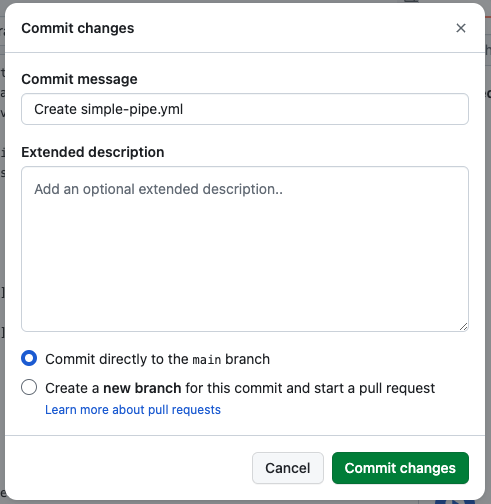 Commit changes
Commit message
Create simple-pipe.yml
Extended description
Add an optional extended description..
Commit directly to the main branch
Create a new branch for this commit and start a pull request
Learn more about pull requests
Cancel
Commit changes